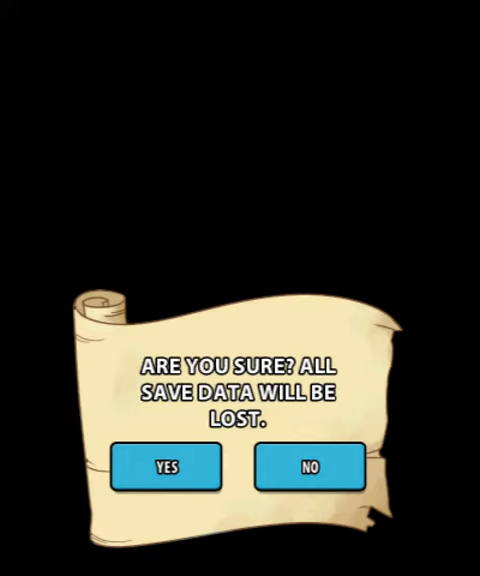 ARE YOU SURE? ALL
SAVE DATA WILL BE
LOST.
YES
NO